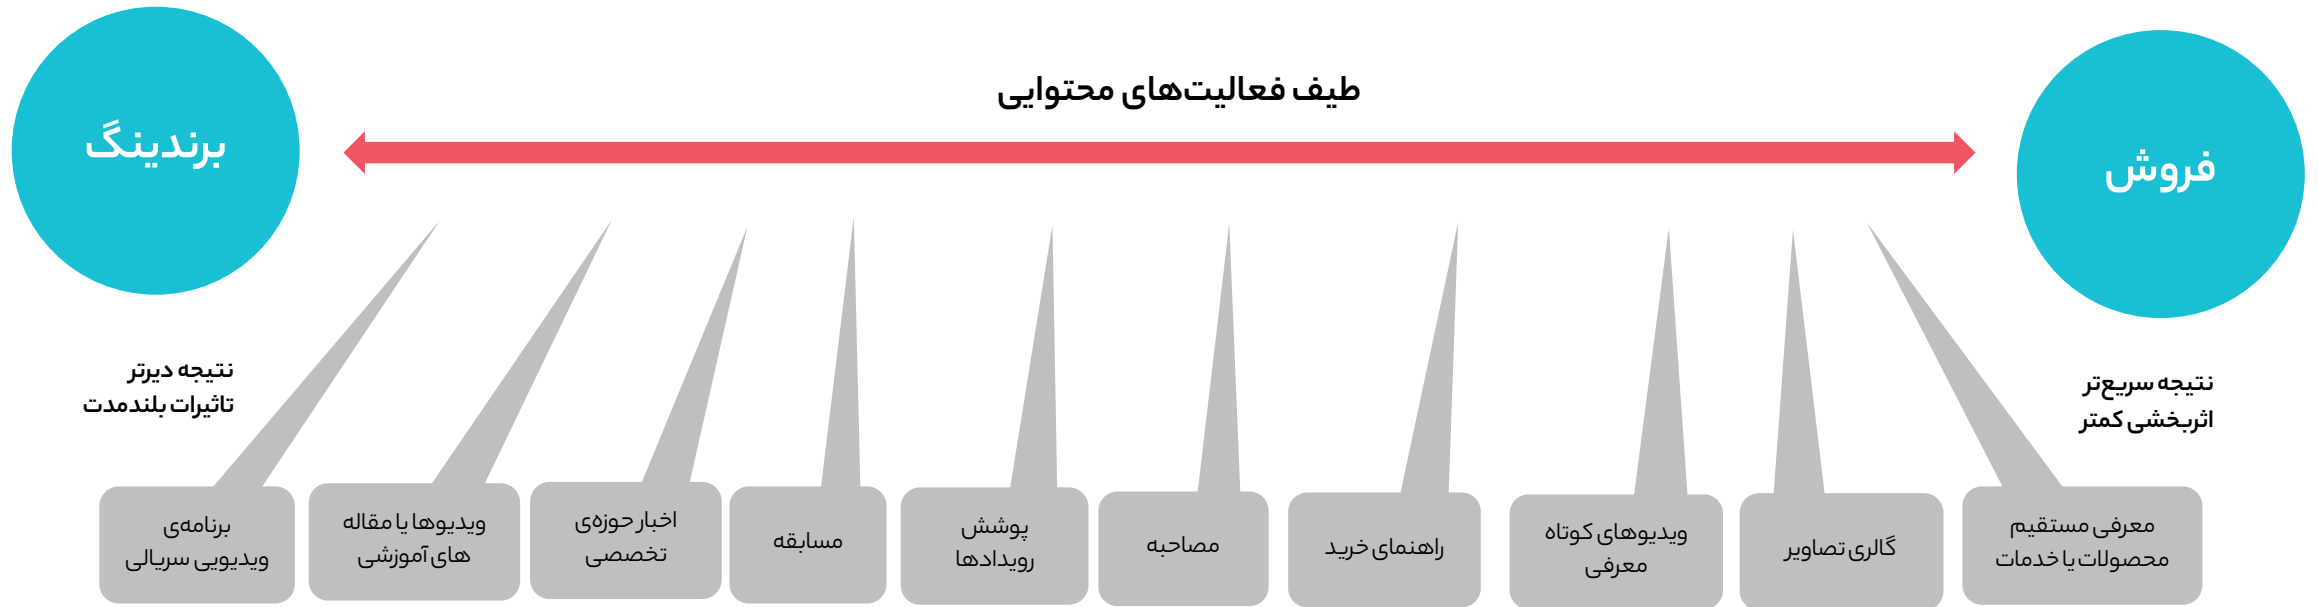 طیف فعالیت‌های محتوایی
فروش
برندینگ
نتیجه سریع‌تر
اثربخشی کمتر
نتیجه دیرتر
تاثیرات بلندمدت
معرفی مستقیم
محصولات یا خدمات
گالری تصاویر
ویدیوهای کوتاه
معرفی
راهنمای خرید
مصاحبه
پوشش
رویدادها
مسابقه
اخبار حوزه‌ی
تخصصی
ویدیوها یا مقاله
های آموزشی
برنامه‌ی
ویدیویی سریالی